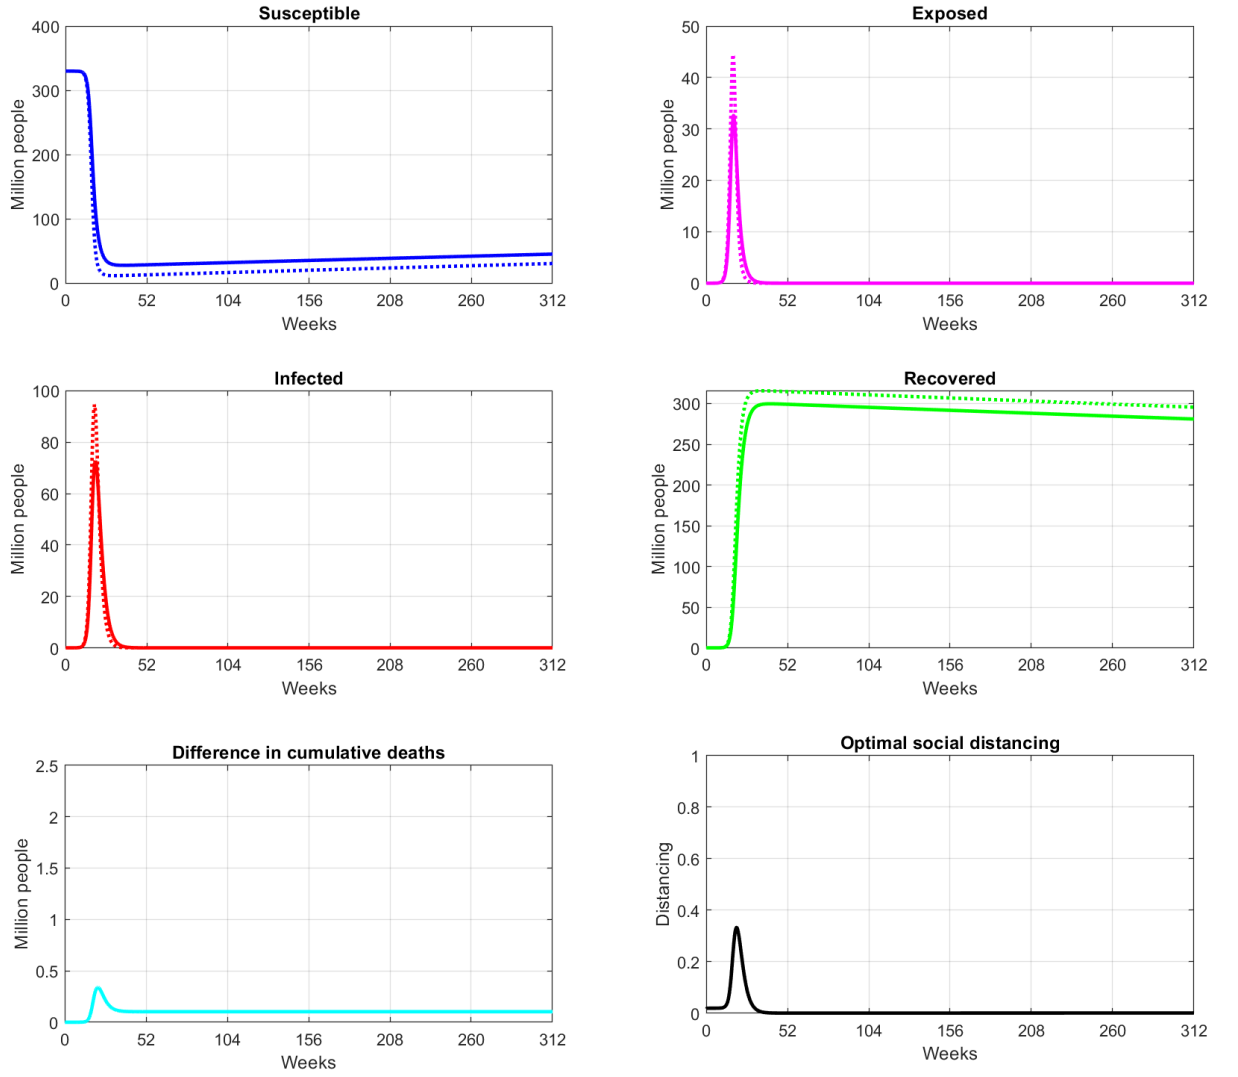 Susceptible
400
300
200
100
0
Million people
0 52 104 156 208 260 312
Weeks
Exposed
50
40
30
20
10
0
Million people
0 52 104 156 208 260 312
Weeks
Infected
100
80
60
40
20
0
Million people
0 52 104 156 208 260 312
Weeks
Recovered
300
250
200
150
100
50
0
Million people
0 52 104 156 208 260 312
Weeks
Difference in cumulative deaths
2.5
2
1.5
1
0.5
0
Million people
0 52 104 156 208 260 312
Weeks
Optimal social distancing
1
0.8
0.6
0.4
0.2
0
Distancing
0 52 104 156 208 260 312
Weeks